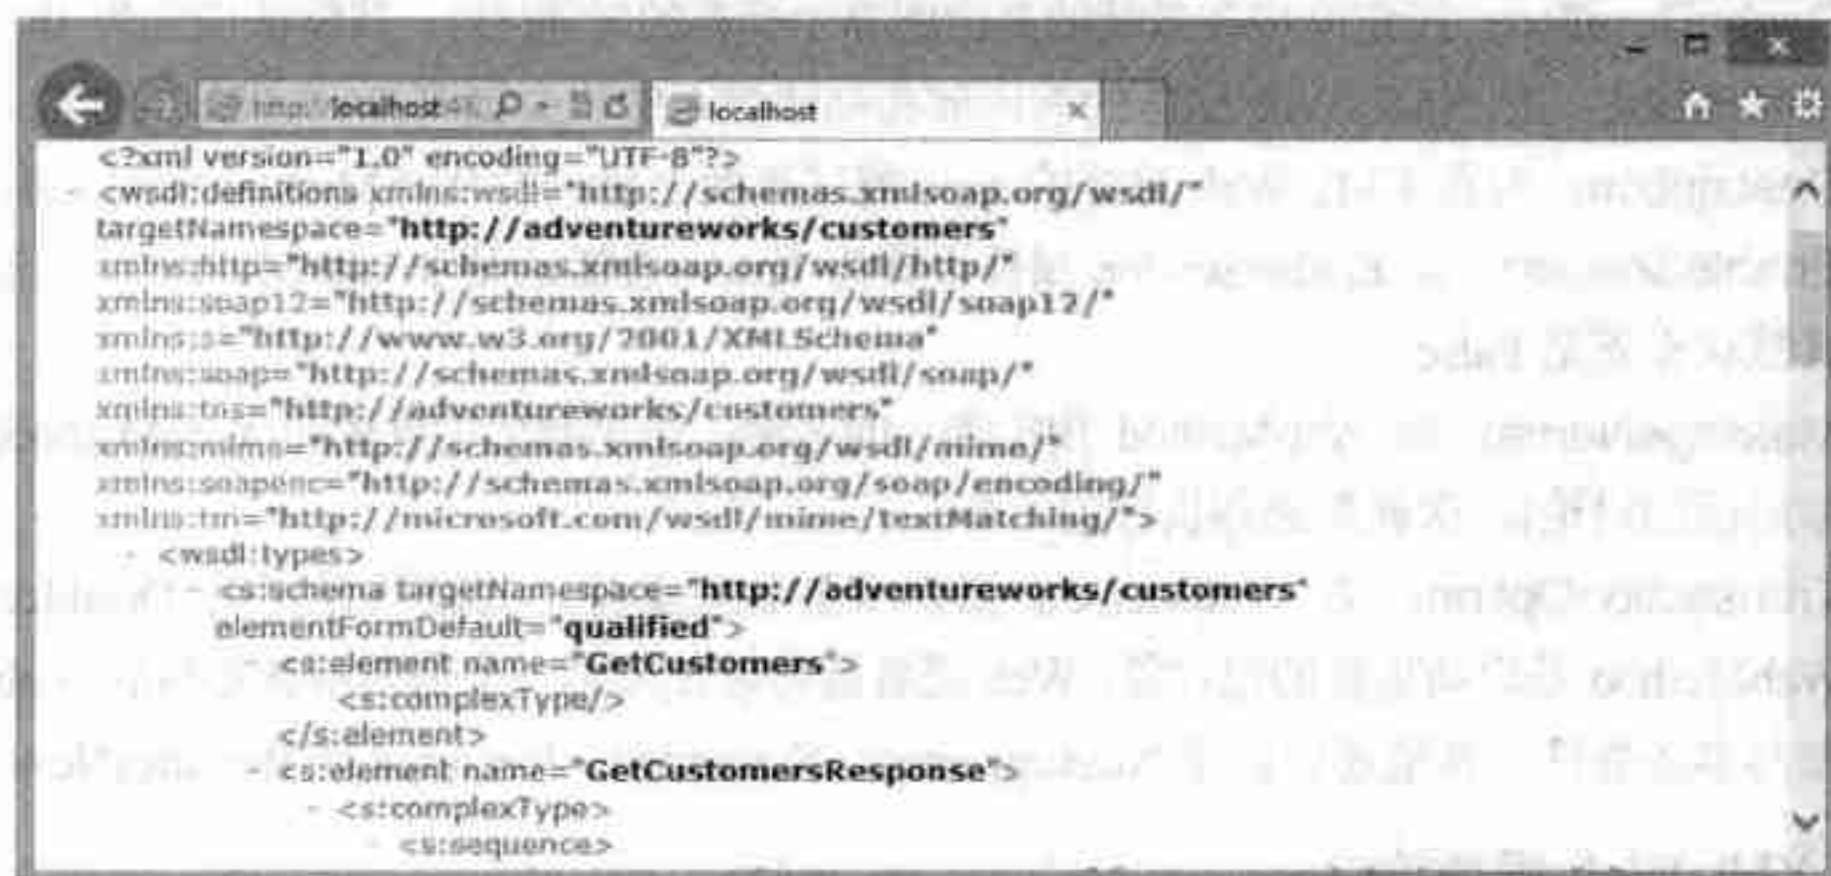 http://localhost:4
localhost
<?xml version="1.0" encoding="UTF-8"?>
- <wsdl:definitions xmlns:wsdl="http://schemas.xmlsoap.org/wsdl/"
targetNamespace="http://adventureworks/customers"
xmlns:http="http://schemas.xmlsoap.org/wsdl/http/"
xmlns:soap12="http://schemas.xmlsoap.org/wsdl/soap12/"
xmlns:s="http://www.w3.org/2001/XMLSchema"
xmlns:soap="http://schemas.xmlsoap.org/wsdl/soap/"
xmlns:tns="http://adventureworks/customers"
xmlns:mime="http://schemas.xmlsoap.org/wsdl/mime/"
xmlns:soapenc="http://schemas.xmlsoap.org/soap/encoding/"
xmlns:tm="http://microsoft.com/wsdl/mime/textMatching/">
- <wsdl:types>
- <s:schema targetNamespace="http://adventureworks/customers"
elementFormDefault="qualified">
- <s:element name="GetCustomers">
<s:complexType/>
</s:element>
- <s:element name="GetCustomersResponse">
- <s:complexType>
- <s:sequence>